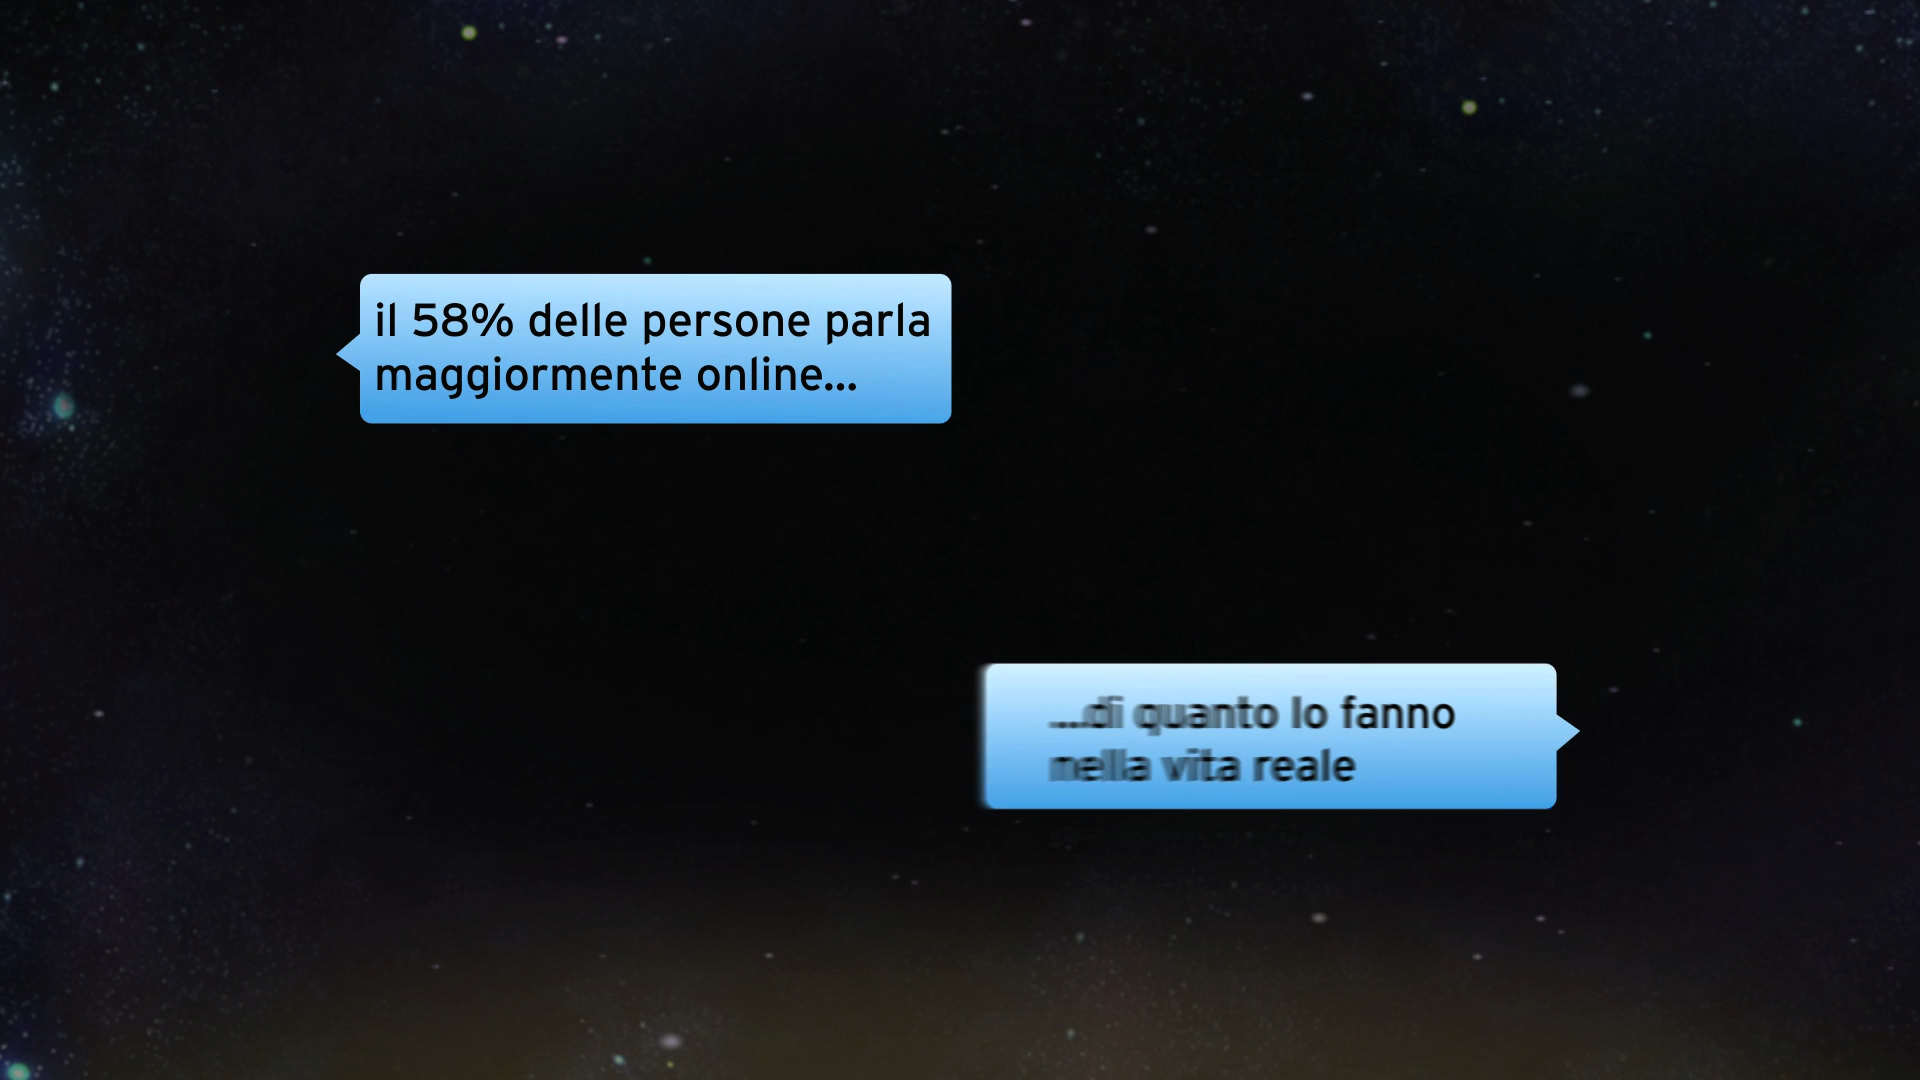 il 58% delle persone parla
maggiormente online...
...di quanto lo fanno
nella vita reale